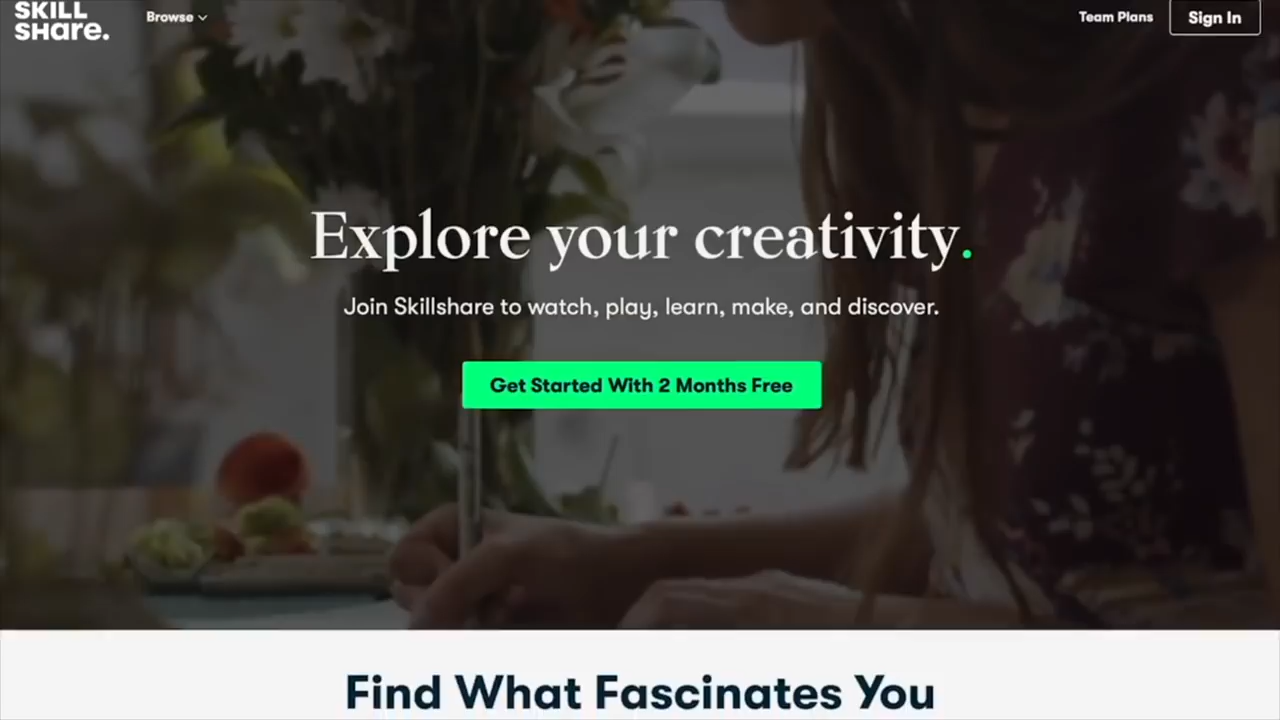 SKILL
SHare.
Browse
Team Plans
Sign In
Explore your creativity.
Join Skillshare to watch, play, learn, make, and discover.
Get Started With 2 Months Free
Find What Fascinates You